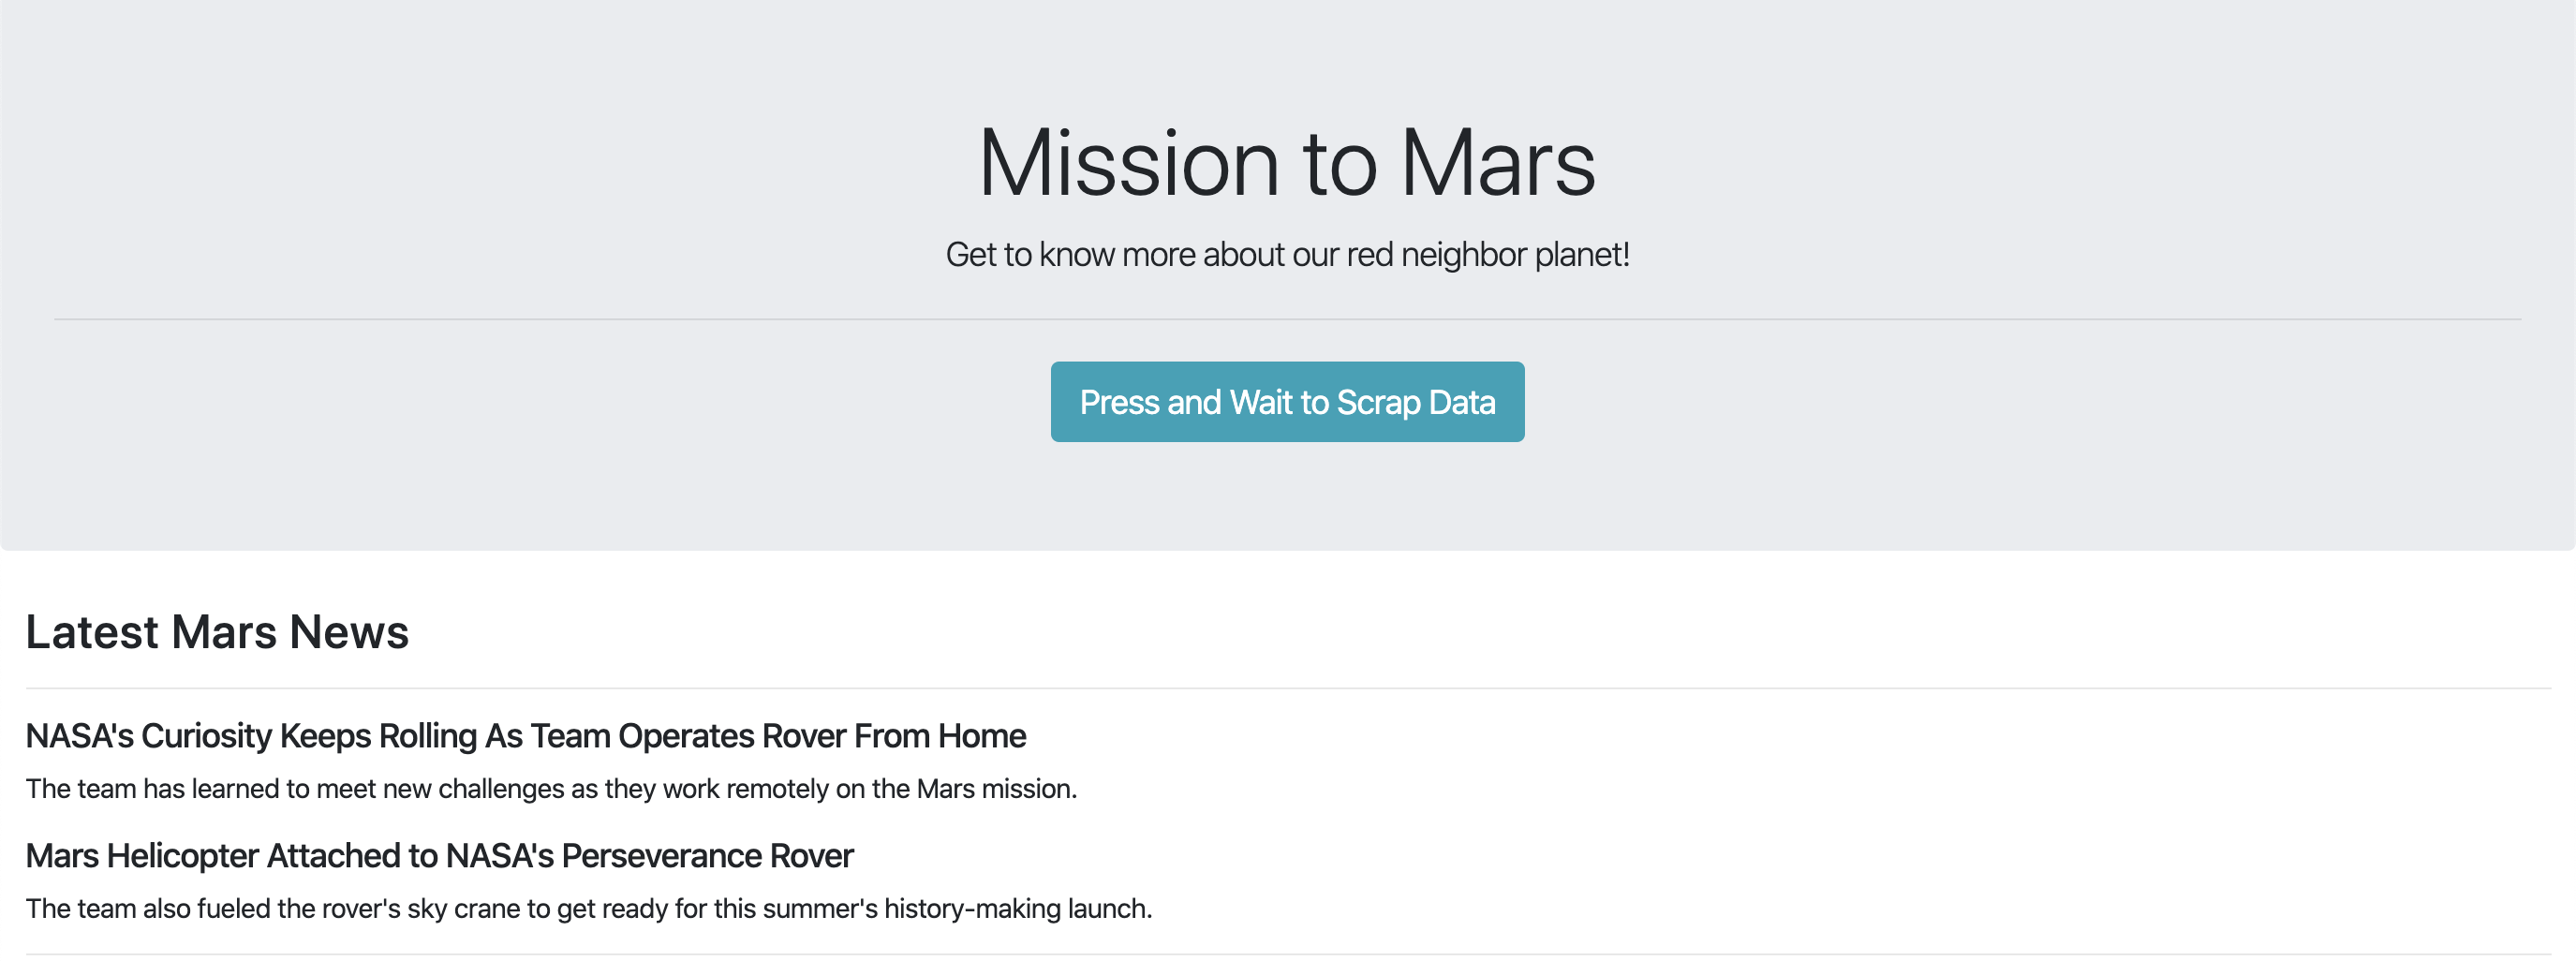 Mission to Mars
Get to know more about our red neighbor planet!
Press and Wait to Scrap Data
Latest Mars News
NASA's Curiosity Keeps Rolling As Team Operates Rover From Home
The team has learned to meet new challenges as they work remotely on the Mars mission.
Mars Helicopter Attached to NASA's Perseverance Rover
The team also fueled the rover's sky crane to get ready for this summer's history-making launch.